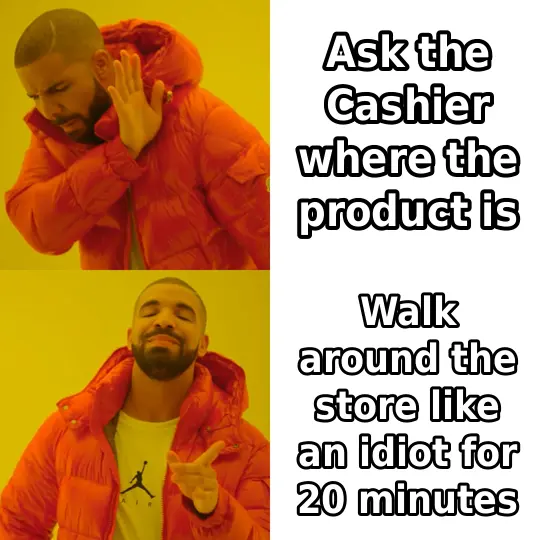 Ask the
Cashier
where the
product is
Walk
around the
store like
an idiot for
20 minutes